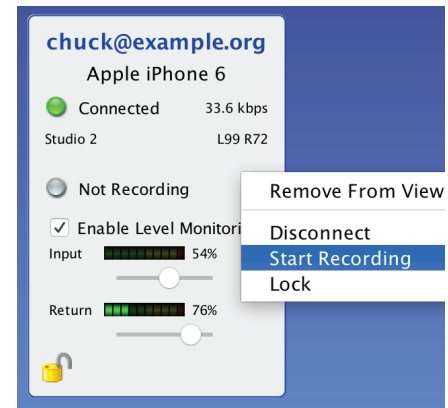 chuck@example.org
Apple iPhone 6
Connected 33.6 kbps
Studio 2 L99 R72
Not Recording
Enable Level Monitori
Input 54%
Return 76%
Remove From View
Disconnect
Start Recording
Lock